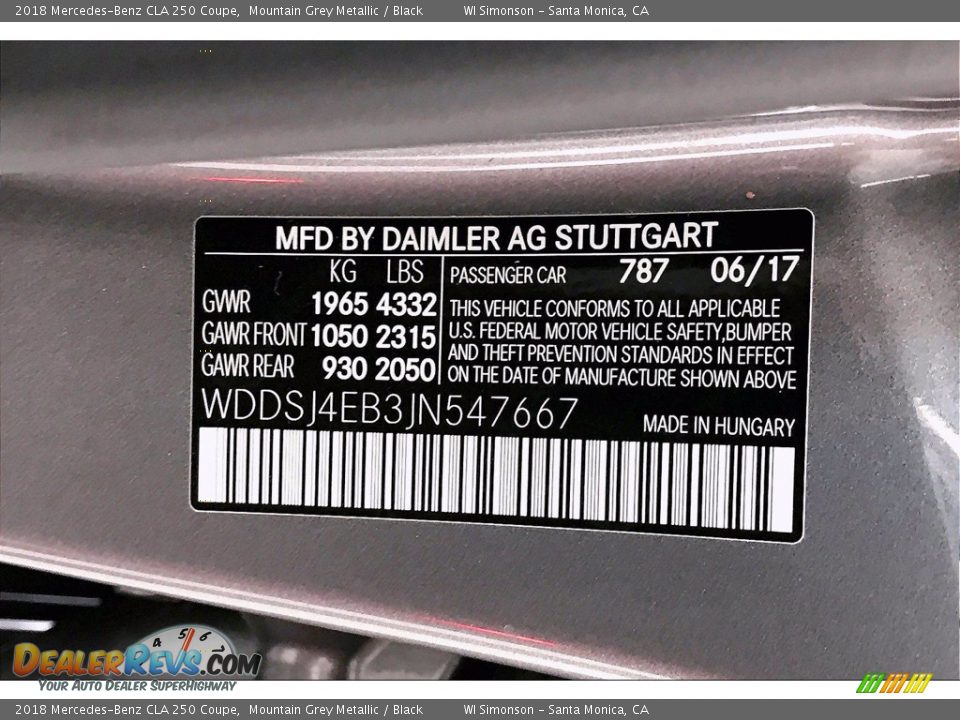 2018 Mercedes-Benz CLA 250 Coupe, Mountain Grey Metallic / Black WI Simonson - Santa Monica, CA
MFD BY DAIMLER AG STUTTGART
KG LBS
GWR 1965 4332
GAWR FRONT 1050 2315
GAWR REAR 930 2050
PASSENGER CAR 787 06/17
THIS VEHICLE CONFORMS TO ALL APPLICABLE
U.S. FEDERAL MOTOR VEHICLE SAFETY,BUMPER
AND THEFT PREVENTION STANDARDS IN EFFECT
ON THE DATE OF MANUFACTURE SHOWN ABOVE
WDDSJ4EB3JN547667
MADE IN HUNGARY
4 5 6
DEALERREVS.COM
YOUR AUTO DEALER SUPERHIGHWAY
2018 Mercedes-Benz CLA 250 Coupe, Mountain Grey Metallic / Black WI Simonson - Santa Monica, CA